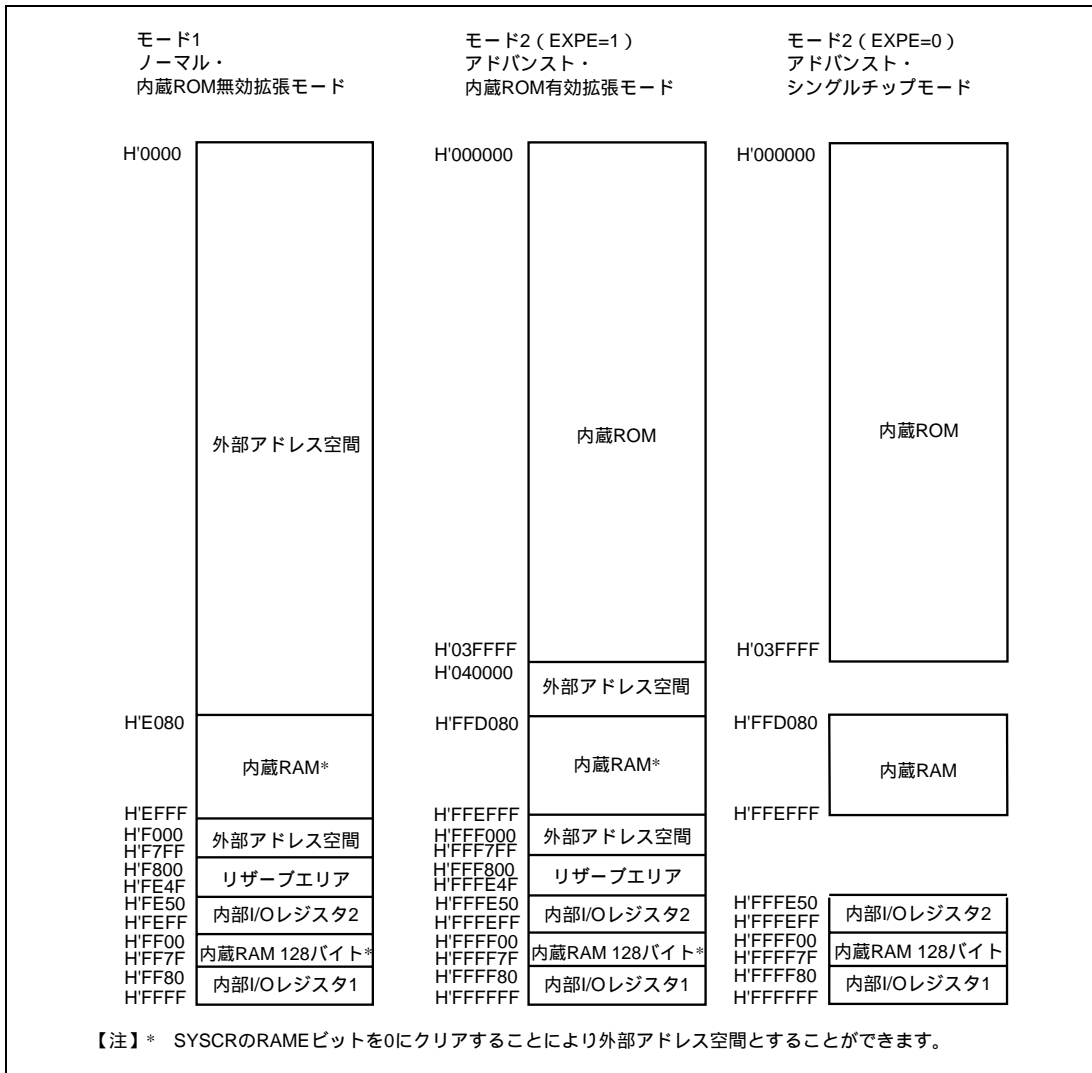 モード1
ノーマル・
内蔵ROM無効拡張モード
H'0000
外部アドレス空間
H'E080
内蔵RAM*
H'EFFF
H'F000
外部アドレス空間
H'F7FF
H'F800
リザーブエリア
H'FE4F
H'FE50
内部I/Oレジスタ2
H'FEFF
H'FF00
内蔵RAM 128バイト*
H'FF7F
H'FF80
内部I/Oレジスタ1
H'FFFF
モード2(EXPE=1)
アドバンスト・
内蔵ROM有効拡張モード
H'000000
内蔵ROM
H'03FFFF
H'040000
外部アドレス空間
H'FFD080
内蔵RAM*
H'FFEFFF
H'FFF000
外部アドレス空間
H'FFF7FF
H'FFF800
リザーブエリア
H'FFFE4F
H'FFFE50
内部I/Oレジスタ2
H'FFFEFF
H'FFFF00
内蔵RAM 128バイト*
H'FFFF7F
H'FFFF80
内部I/Oレジスタ1
H'FFFFFF
モード2(EXPE=0)
アドバンスト・
シングルチップモード
H'000000
内蔵ROM
H'03FFFF
H'FFD080
内蔵RAM
H'FFEFFF
H'FFFE50
内部I/Oレジスタ2
H'FFFEFF
H'FFFF00
内蔵RAM 128バイト
H'FFFF7F
H'FFFF80
内部I/Oレジスタ1
H'FFFFFF
【注】* SYSCRのRAMEビットを0にクリアすることにより外部アドレス空間とすることができます。